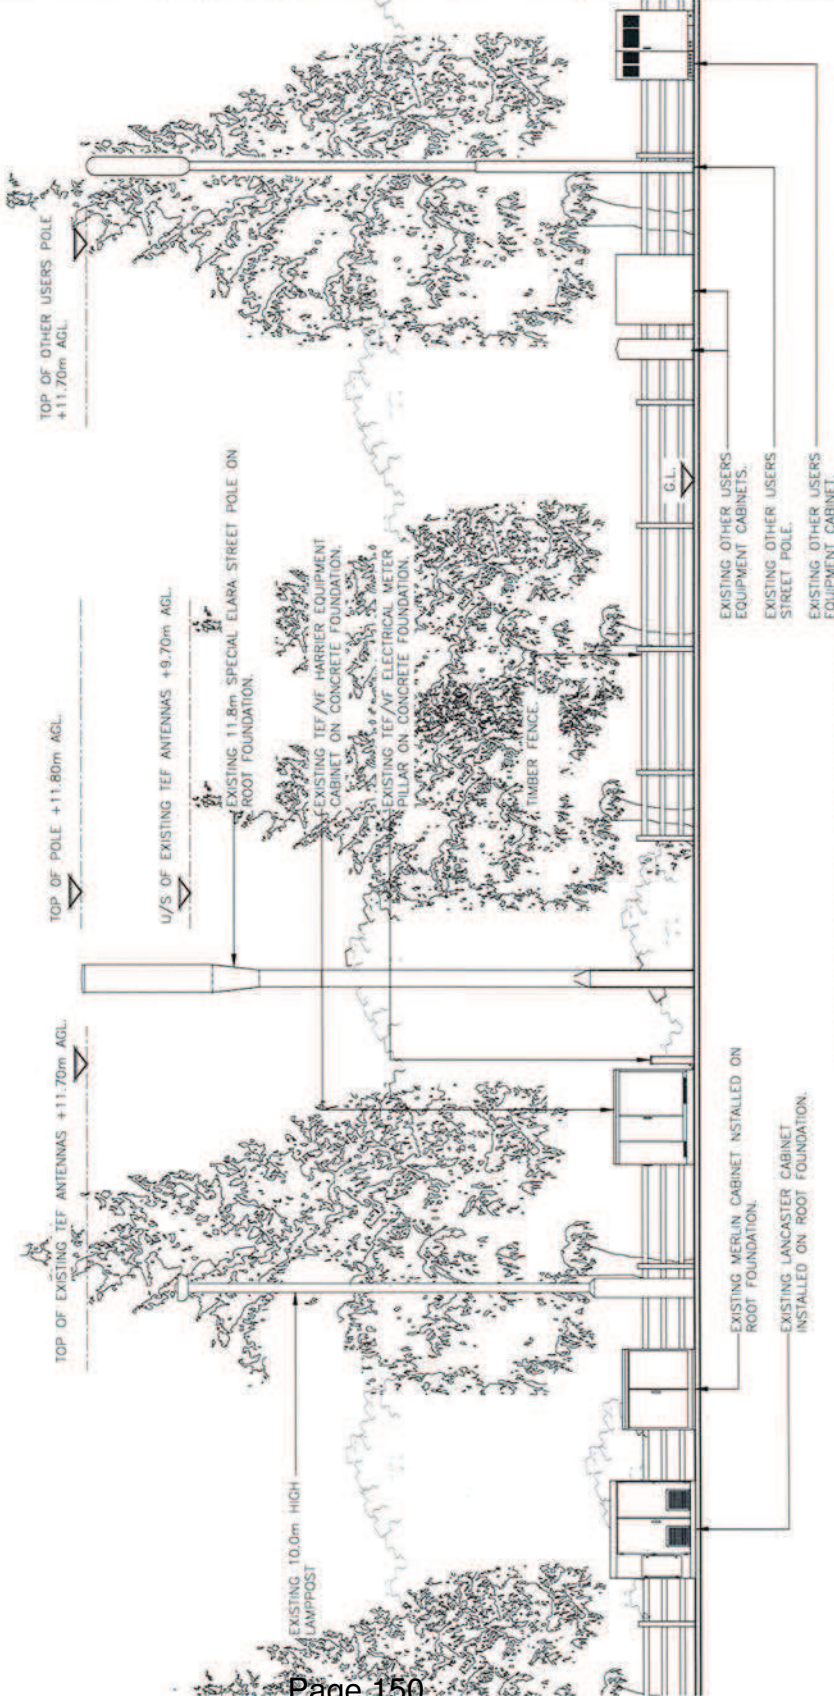 TOP OF EXISTING TEF ANTENNAS +11.70m AGL.
TOP OF POLE +11.80m AGL.
U/S OF EXISTING TEF ANTENNAS +9.70m AGL.
TOP OF OTHER USERS POLE
+11.70m AGL.
EXISTING 11.8m SPECIAL ELARA STREET POLE ON
ROOT FOUNDATION.
EXISTING TEF/VF HARRIER EQUIPMENT
CABINET ON CONCRETE FOUNDATION.
EXISTING TEF/VF ELECTRICAL METER
PILLAR ON CONCRETE FOUNDATION.
EXISTING 10.0m HIGH
LAMPPOST
TIMBER FENCE.
G.L.
EXISTING MERLIN CABINET NSTALLED ON
ROOT FOUNDATION.
EXISTING LANCASTER CABINET
INSTALLED ON ROOT FOUNDATION.
EXISTING OTHER USERS
EQUIPMENT CABINETS.
EXISTING OTHER USERS
STREET POLE.
EXISTING OTHER USERS
EQUIPMENT CABINET.
Page 150